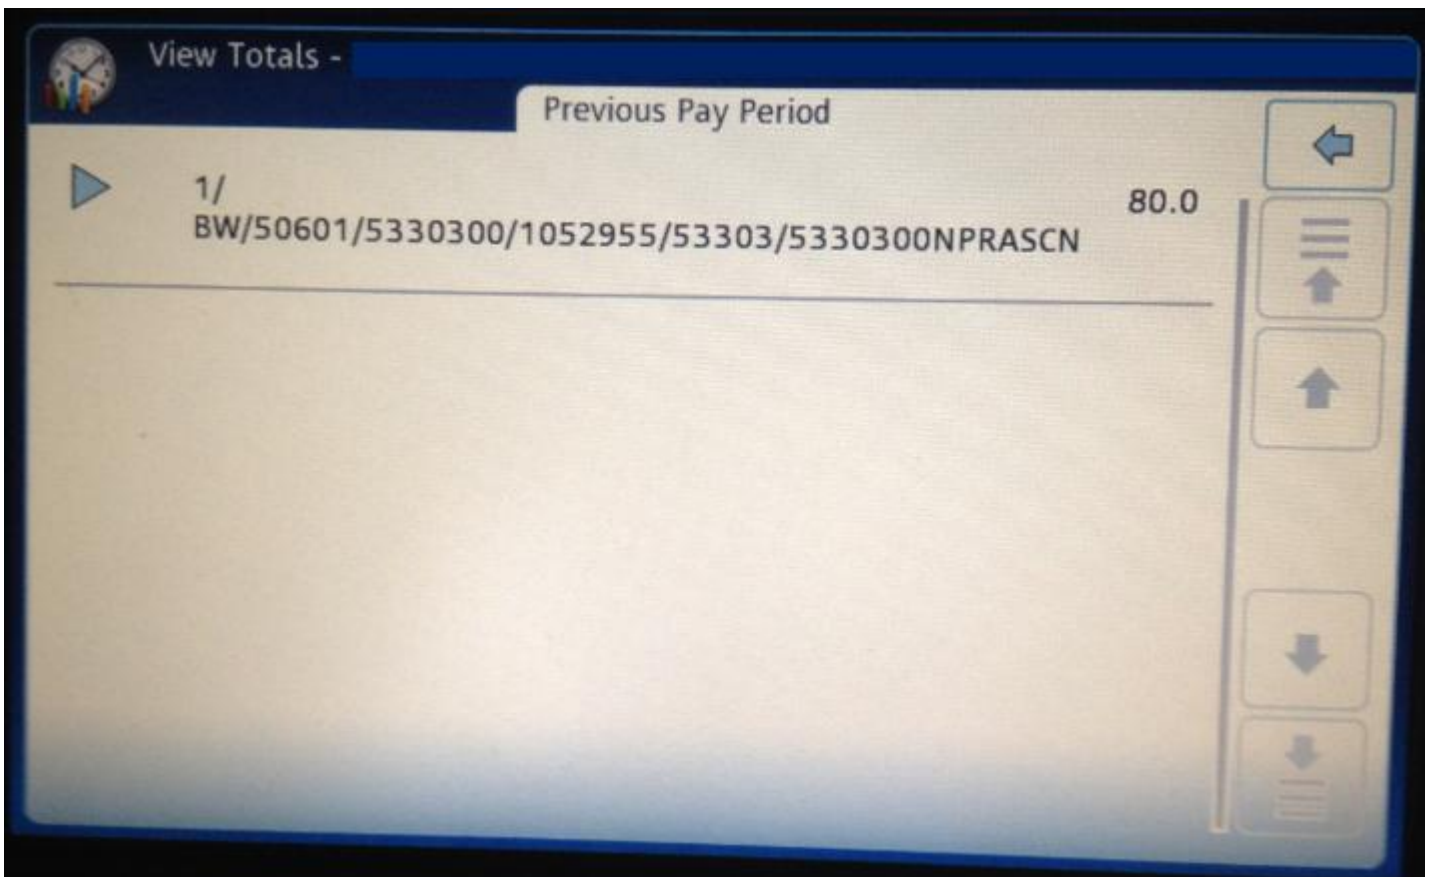 View Totals -
Previous Pay Period
1/
80.0
BW/50601/5330300/1052955/53303/5330300NPRASCN